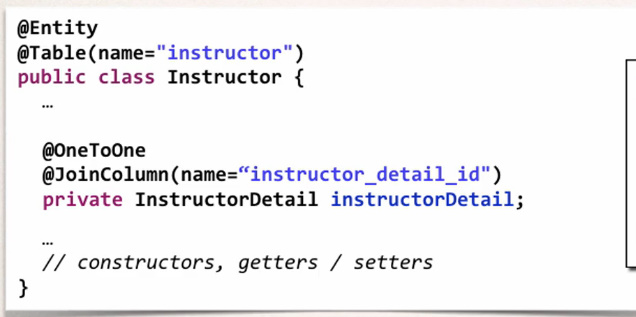 @Entity
@Table(name="instructor")
public class Instructor {
…
@OneToOne
@JoinColumn(name=“instructor_detail_id")
private InstructorDetail instructorDetail;
…
// constructors, getters / setters
}